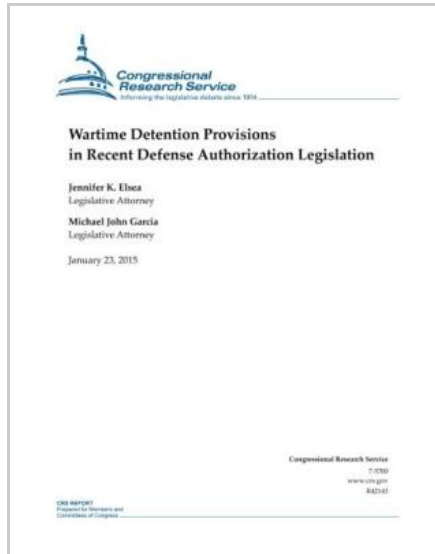 Congressional
Research Service
Informing the legislative debate since 1914
Wartime Detention Provisions
in Recent Defense Authorization Legislation
Jennifer K. Elsea
Legislative Attorney
Michael John Garcia
Legislative Attorney
January 23, 2015
Congressional Research Service
7-5700
www.crs.gov
R42143
CRS REPORT
Prepared for Members and
Committees of Congress